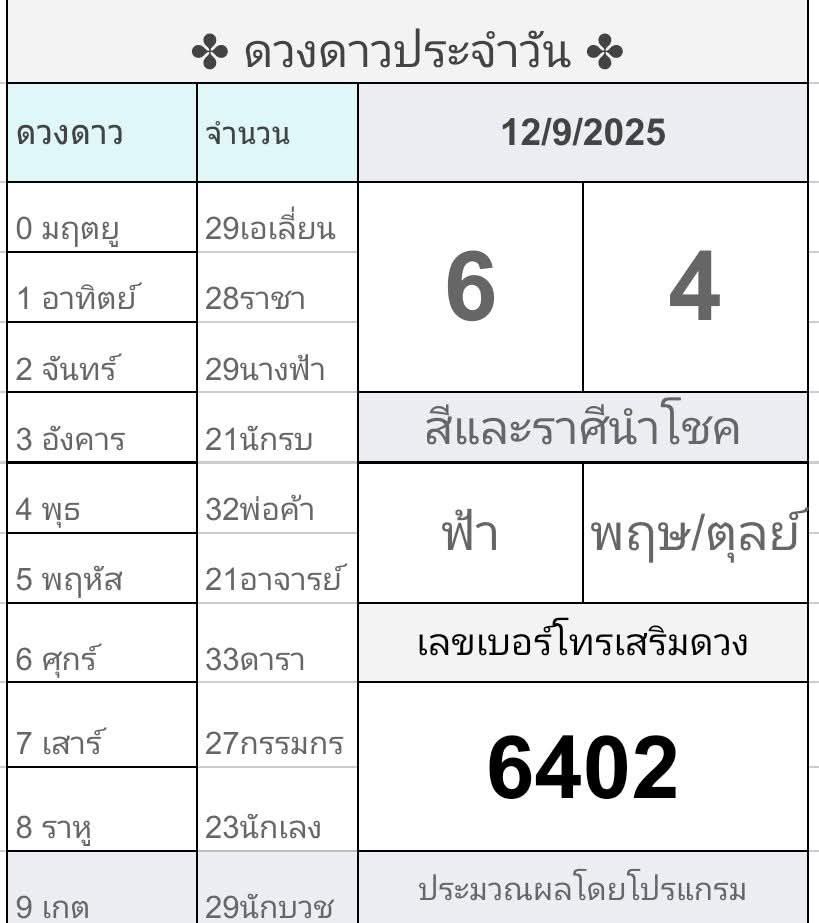 ✤ ดวงดาวประจำวัน ✤
ดวงดาว จำนวน 12/9/2025
0 มฤตยู 29เอเลี่ยน
1 อาทิตย์ 28ราชา
6 4
2 จันทร์ 29นางฟ้า
3 อังคาร 21นักรบ
สีและราศีนำโชค
4 พุธ 32พ่อค้า
ฟ้า พฤษ/ตุลย์
5 พฤหัส 21อาจารย์
6 ศุกร์ 33ดารา
เลขเบอร์โทรเสริมดวง
7 เสาร์ 27กรรมกร
6402
8 ราหู 23นักเลง
9 เกต 29นักบวช
ประมวณผลโดยโปรแกรม